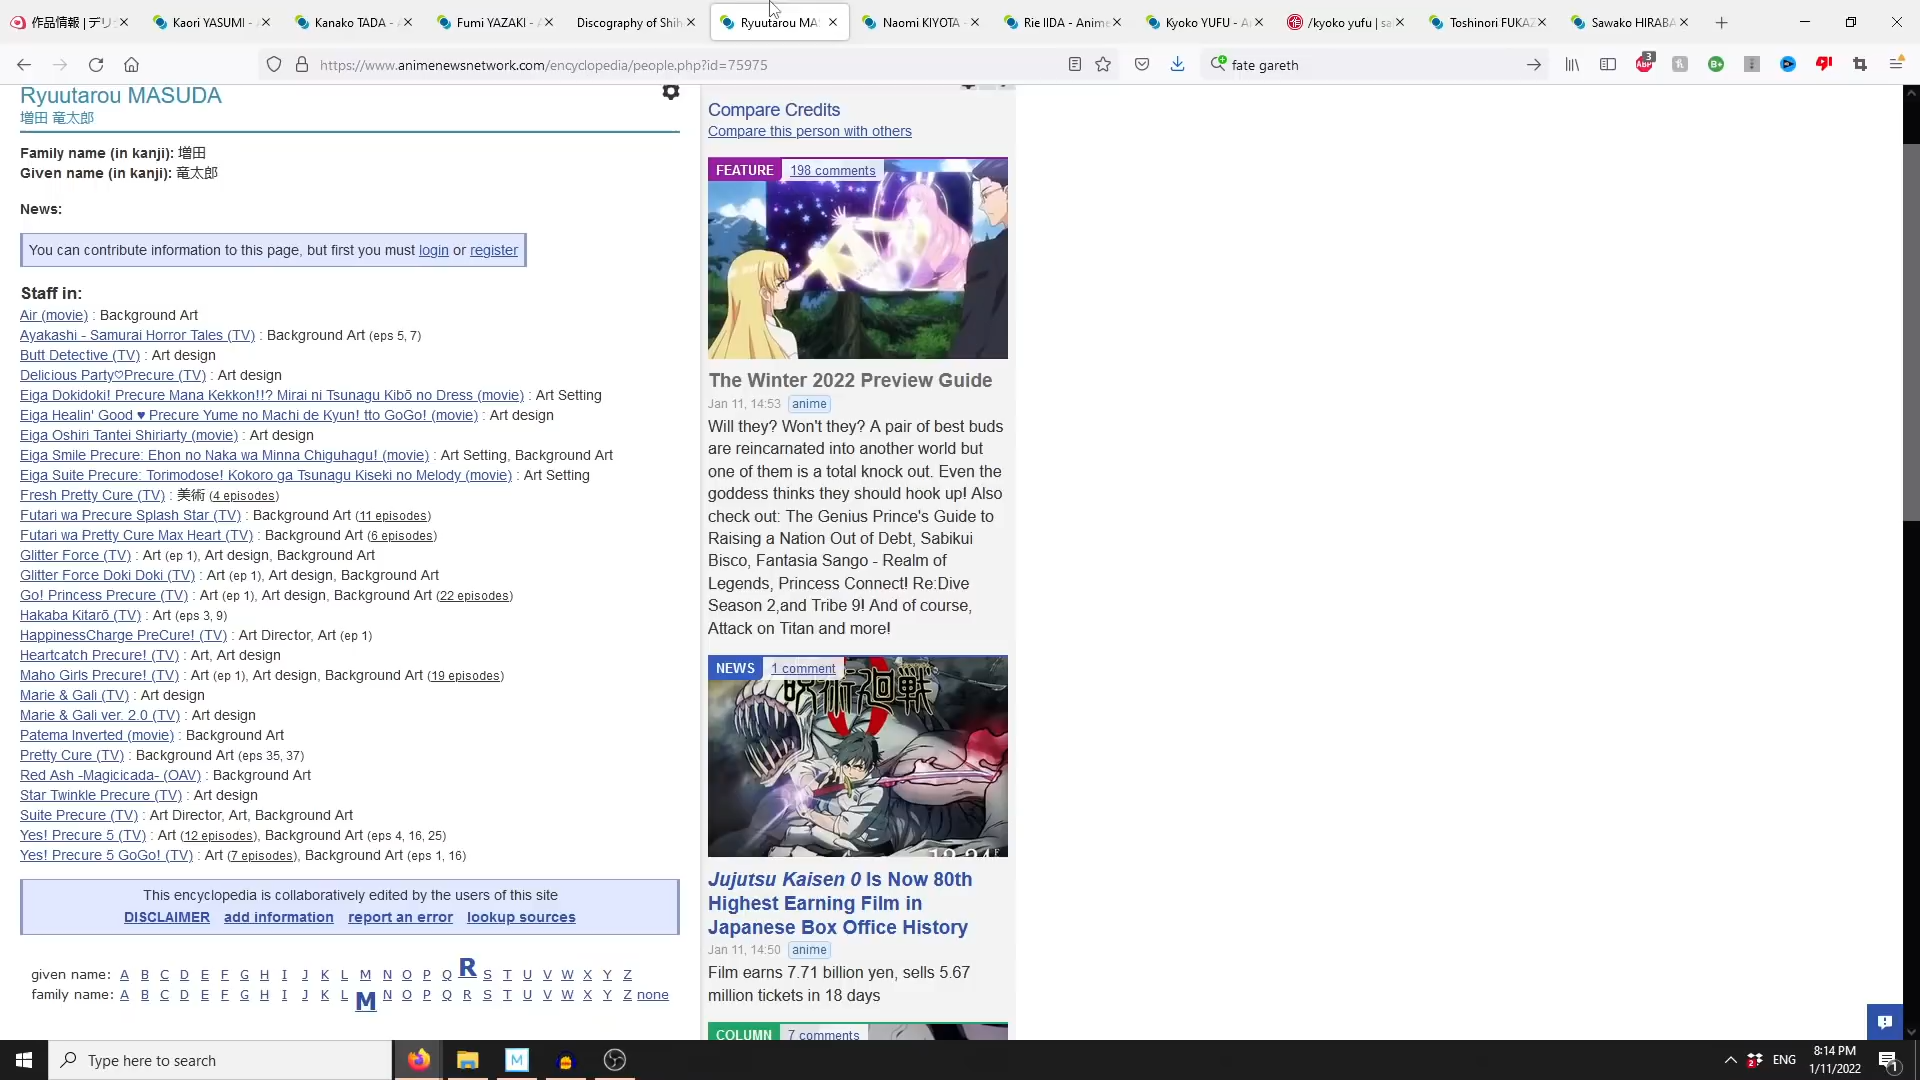 作品情報 | デリ
Kaori YASUMI - A
Kanako TADA - A
Fumi YAZAKI - A
Discography of Shih
Ryuutarou MA
Naomi KIYOTA -
Rie IIDA - Anime
Kyoko YUFU - A
/kyoko yufu | sa
Toshinori FUKAZ
Sawako HIRABA
https://www.animenewsnetwork.com/encyclopedia/people.php?id=75975
fate gareth
3
Ryuutarou MASUDA
増田 竜太郎
Family name (in kanji): 増田
Given name (in kanji): 竜太郎
News:
You can contribute information to this page, but first you must login or register
Staff in:
Air (movie) : Background Art
Ayakashi - Samurai Horror Tales (TV) : Background Art (eps 5, 7)
Butt Detective (TV) : Art design
Delicious Party♡Precure (TV) : Art design
Eiga Dokidoki! Precure Mana Kekkon!!? Mirai ni Tsunagu Kibō no Dress (movie) : Art Setting
Eiga Healin' Good ♥ Precure Yume no Machi de Kyun! tto GoGo! (movie) : Art design
Eiga Oshiri Tantei Shiriarty (movie) : Art design
Eiga Smile Precure: Ehon no Naka wa Minna Chiguhagu! (movie) : Art Setting, Background Art
Eiga Suite Precure: Torimodose! Kokoro ga Tsunagu Kiseki no Melody (movie) : Art Setting
Fresh Pretty Cure (TV) : 美術 (4 episodes)
Futari wa Precure Splash Star (TV) : Background Art (11 episodes)
Futari wa Pretty Cure Max Heart (TV) : Background Art (6 episodes)
Glitter Force (TV) : Art (ep 1), Art design, Background Art
Glitter Force Doki Doki (TV) : Art (ep 1), Art design, Background Art
Go! Princess Precure (TV) : Art (ep 1), Art design, Background Art (22 episodes)
Hakaba Kitarō (TV) : Art (eps 3, 9)
HappinessCharge PreCure! (TV) : Art Director, Art (ep 1)
Heartcatch Precure! (TV) : Art, Art design
Maho Girls Precure! (TV) : Art (ep 1), Art design, Background Art (19 episodes)
Marie & Gali (TV) : Art design
Marie & Gali ver. 2.0 (TV) : Art design
Patema Inverted (movie) : Background Art
Pretty Cure (TV) : Background Art (eps 35, 37)
Red Ash -Magicicada- (OAV) : Background Art
Star Twinkle Precure (TV) : Art design
Suite Precure (TV) : Art Director, Art, Background Art
Yes! Precure 5 (TV) : Art (12 episodes), Background Art (eps 4, 16, 25)
Yes! Precure 5 GoGo! (TV) : Art (7 episodes), Background Art (eps 1, 16)
This encyclopedia is collaboratively edited by the users of this site
DISCLAIMER add information report an error lookup sources
given name: A B C D E F G H I J K L M N O P Q R S T U V W X Y Z
family name: A B C D E F G H I J K L M N O P Q R S T U V W X Y Z none
Compare Credits
Compare this person with others
FEATURE 198 comments
The Winter 2022 Preview Guide
Jan 11, 14:53 anime
Will they? Won't they? A pair of best buds
are reincarnated into another world but
one of them is a total knock out. Even the
goddess thinks they should hook up! Also
check out: The Genius Prince's Guide to
Raising a Nation Out of Debt, Sabikui
Bisco, Fantasia Sango - Realm of
Legends, Princess Connect! Re:Dive
Season 2,and Tribe 9! And of course,
Attack on Titan and more!
NEWS 1 comment
呪術廻戦
Jujutsu Kaisen 0 Is Now 80th
Highest Earning Film in
Japanese Box Office History
Jan 11, 14:50 anime
Film earns 7.71 billion yen, sells 5.67
million tickets in 18 days
COLUMN 7 comments
Type here to search
ENG
8:14 PM
1/11/2022